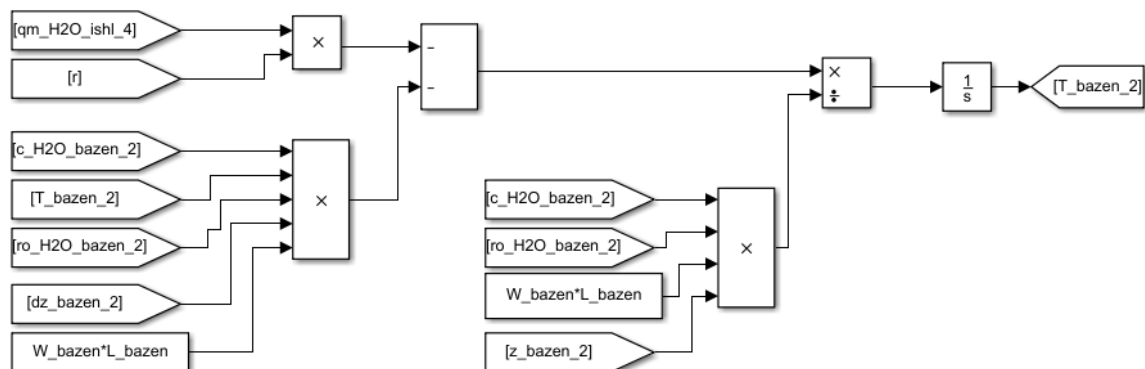 [qm_H2O_ishl_4]
[r]
×
-
-
×
÷
1
s
[T_bazen_2]
[c_H2O_bazen_2]
[T_bazen_2]
[ro_H2O_bazen_2]
[dz_bazen_2]
W_bazen*L_bazen
×
[c_H2O_bazen_2]
[ro_H2O_bazen_2]
W_bazen*L_bazen
[z_bazen_2]
×